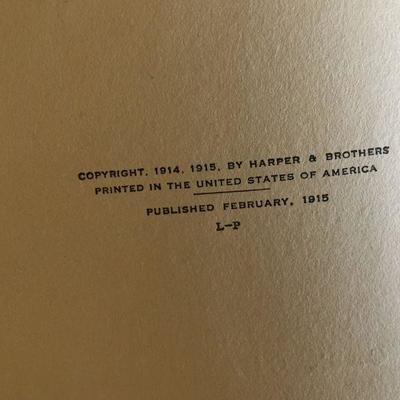 COPYRIGHT, 1914, 1915, BY HARPER & BROTHERS
PRINTED IN THE UNITED STATES OF AMERICA
PUBLISHED FEBRUARY, 1915
L-P